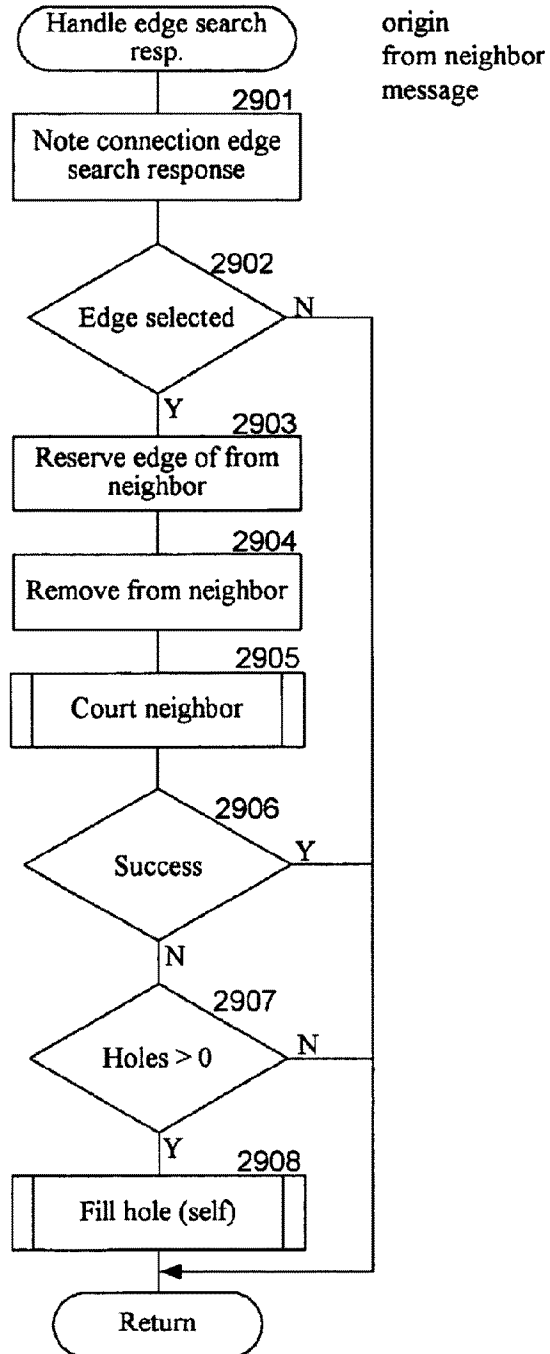 Handle edge search
resp.
origin
from neighbor
message
2901
Note connection edge
search response
2902
Edge selected
N
Y
2903
Reserve edge of from
neighbor
2904
Remove from neighbor
2905
Court neighbor
2906
Success
Y
N
2907
Holes > 0
N
Y
2908
Fill hole (self)
Return